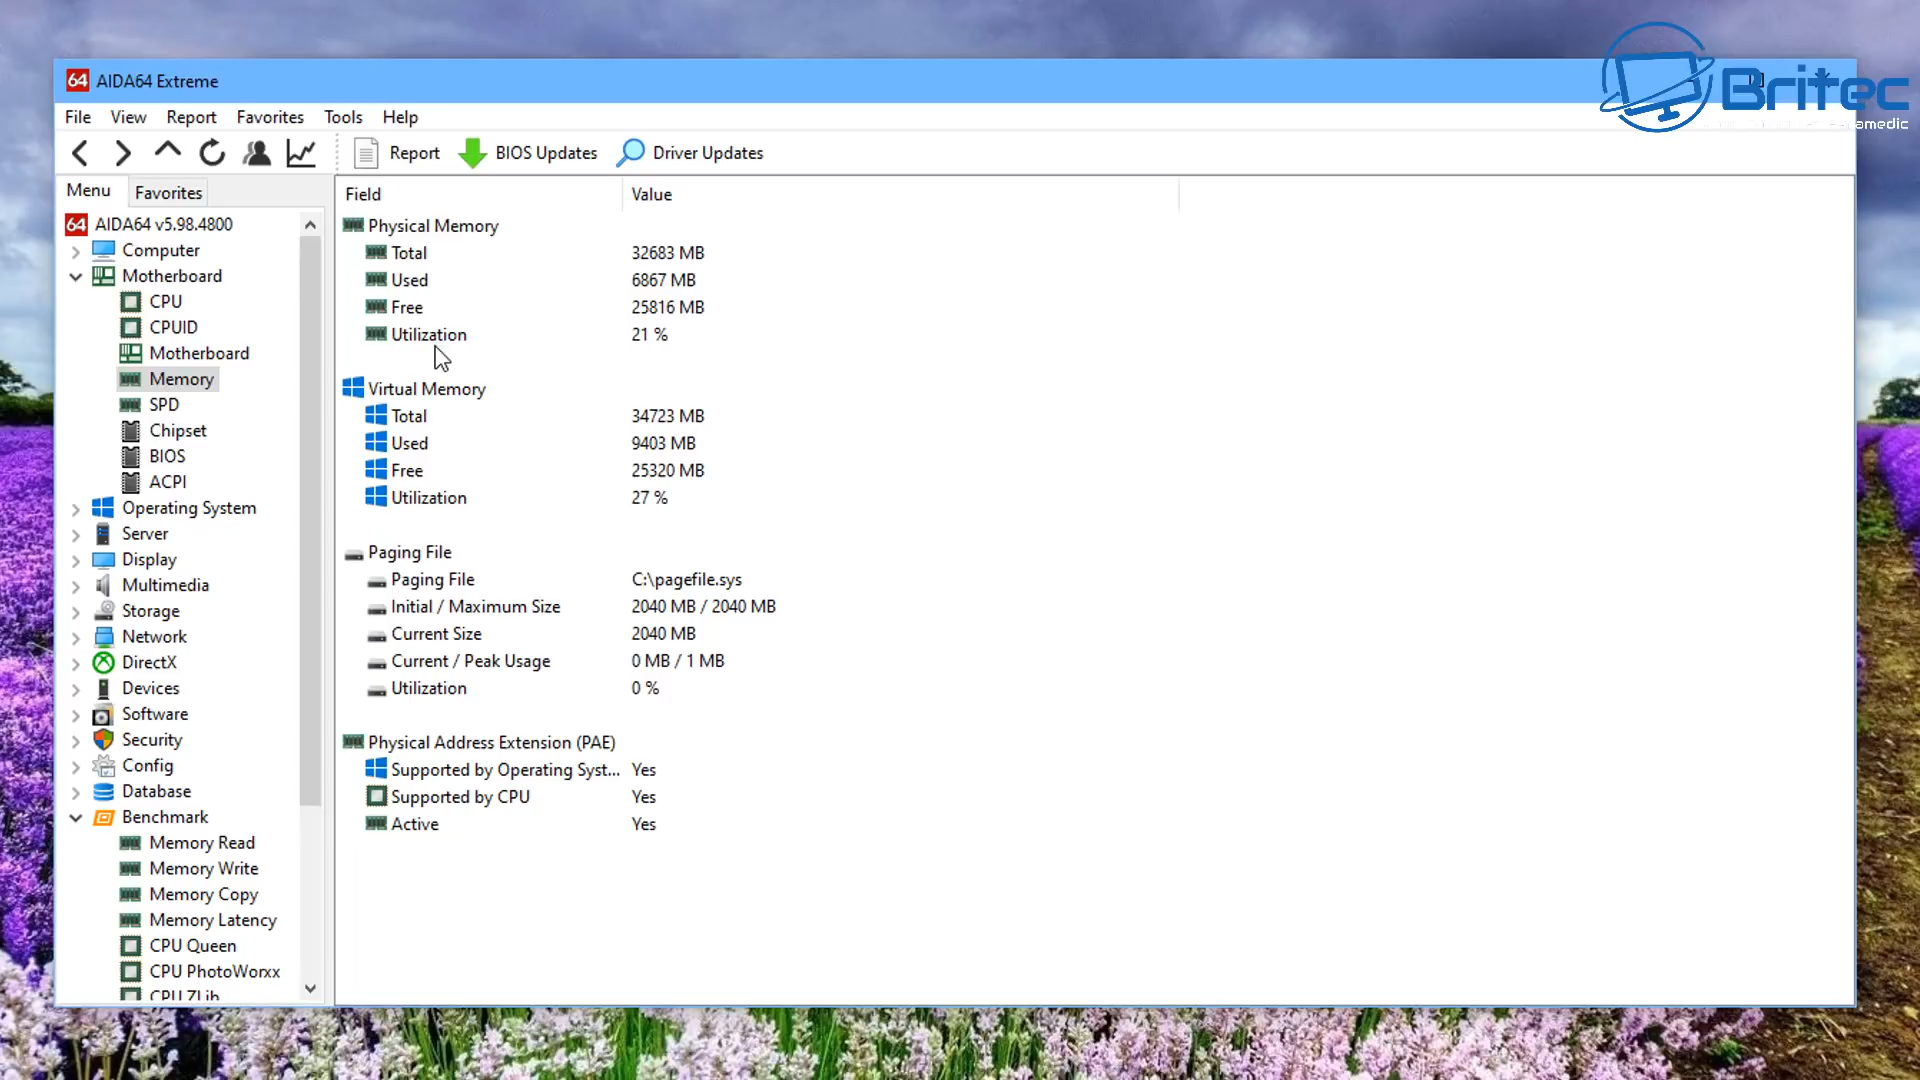 Britec
AIDA64 Extreme
File View Report Favorites Tools Help
Report BIOS Updates Driver Updates
Menu Favorites
Field Value
AIDA64 v5.98.4800
Computer
Motherboard
CPU
CPUID
Motherboard
Memory
SPD
Chipset
BIOS
ACPI
Operating System
Server
Display
Multimedia
Storage
Network
DirectX
Devices
Software
Security
Config
Database
Benchmark
Memory Read
Memory Write
Memory Copy
Memory Latency
CPU Queen
CPU PhotoWorxx
CPU ZLib
Physical Memory
Total 32683 MB
Used 6867 MB
Free 25816 MB
Utilization 21 %
Virtual Memory
Total 34723 MB
Used 9403 MB
Free 25320 MB
Utilization 27 %
Paging File
Paging File C:\pagefile.sys
Initial / Maximum Size 2040 MB / 2040 MB
Current Size 2040 MB
Current / Peak Usage 0 MB / 1 MB
Utilization 0 %
Physical Address Extension (PAE)
Supported by Operating Syst... Yes
Supported by CPU Yes
Active Yes